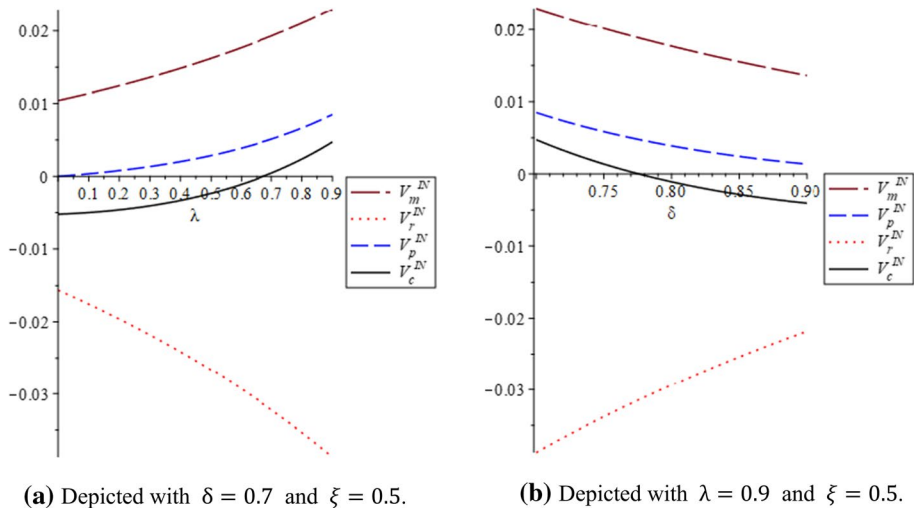 0.02
0.01
0
-0.01
-0.02
-0.03
0.1 0.2 0.3 0.4 0.5 0.6 0.7 0.8 0.9
λ
V_m^IN
V_r^IN
V_p^IN
V_c^IN
(a) Depicted with δ = 0.7 and ξ = 0.5.
0.02
0.01
0
-0.01
-0.02
-0.03
0.75 0.80 0.85 0.90
δ
V_m^IN
V_p^IN
V_r^IN
V_c^IN
(b) Depicted with λ = 0.9 and ξ = 0.5.